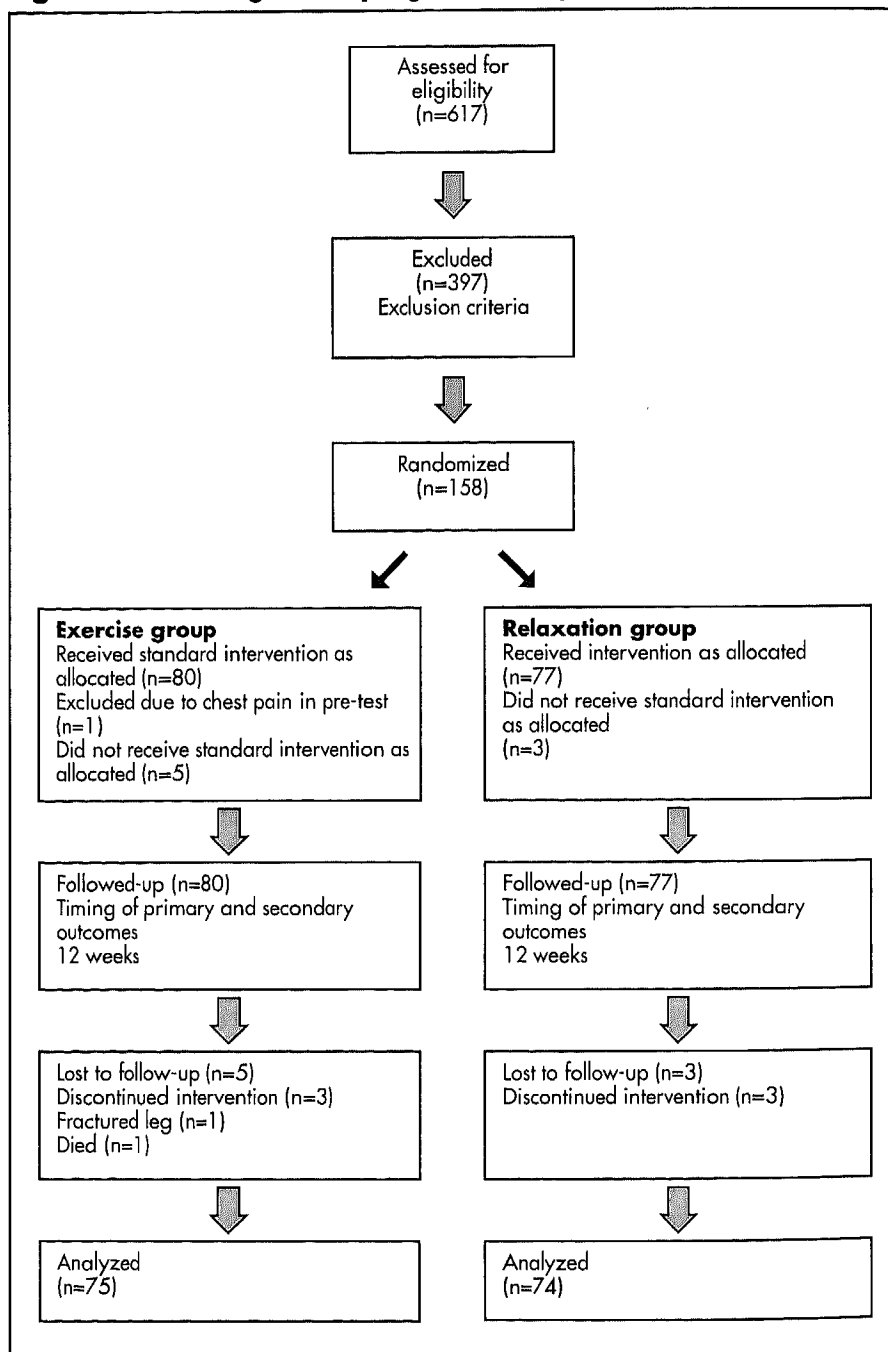 Assessed for
eligibility
(n=617)
Excluded
(n=397)
Exclusion criteria
Randomized
(n=158)
Exercise group
Received standard intervention as
allocated (n=80)
Excluded due to chest pain in pre-test
(n=1)
Did not receive standard intervention as
allocated (n=5)
Relaxation group
Received intervention as allocated
(n=77)
Did not receive standard intervention
as allocated
(n=3)
Followed-up (n=80)
Timing of primary and secondary
outcomes
12 weeks
Followed-up (n=77)
Timing of primary and secondary
outcomes
12 weeks
Lost to follow-up (n=5)
Discontinued intervention (n=3)
Fractured leg (n=1)
Died (n=1)
Lost to follow-up (n=3)
Discontinued intervention (n=3)
Analyzed
(n=75)
Analyzed
(n=74)